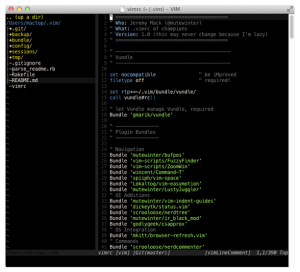 vimrc (~/.vim) - VIM
.. (up a dir)
/Users/mactop/.vim/
+.git/
+backup/
+bundle/
+config/
+sessions/
+tmp/
-.gitignore
-parse_readme.rb
-Rakefile
-README.md
~vimrc
" Who: Jeremy Mack (@mutewinter)
" What: .vimrc of champions
" Version: 1.0 (this may never change because I'm lazy)
" Vundle
set nocompatible " be iMproved
filetype off " required!
set rtp+=~/.vim/bundle/vundle/
call vundle#rc()
" let Vundle manage Vundle, required
Bundle 'gmarik/vundle'
" Plugin Bundles
" Navigation
Bundle 'mutewinter/bufpos'
Bundle 'vim-scripts/FuzzyFinder'
Bundle 'vim-scripts/ZoomWin'
Bundle 'wincent/Command-T'
Bundle 'spiiph/vim-space'
Bundle 'Lokaltog/vim-easymotion'
Bundle 'mutewinter/LustyJuggler'
" UI Additions
Bundle 'mutewinter/vim-indent-guides'
Bundle 'dickeytk/status.vim'
Bundle 'scrooloose/nerdtree'
Bundle 'mutewinter/ir_black_mod'
Bundle 'godlygeek/csapprox'
" OS Integration
Bundle 'mkitt/browser-refresh.vim'
" Commands
Bundle 'scrooloose/nerdcommenter'
vimrc [vim] [Git(master)] [vimLineComment] 1,1/390 Top